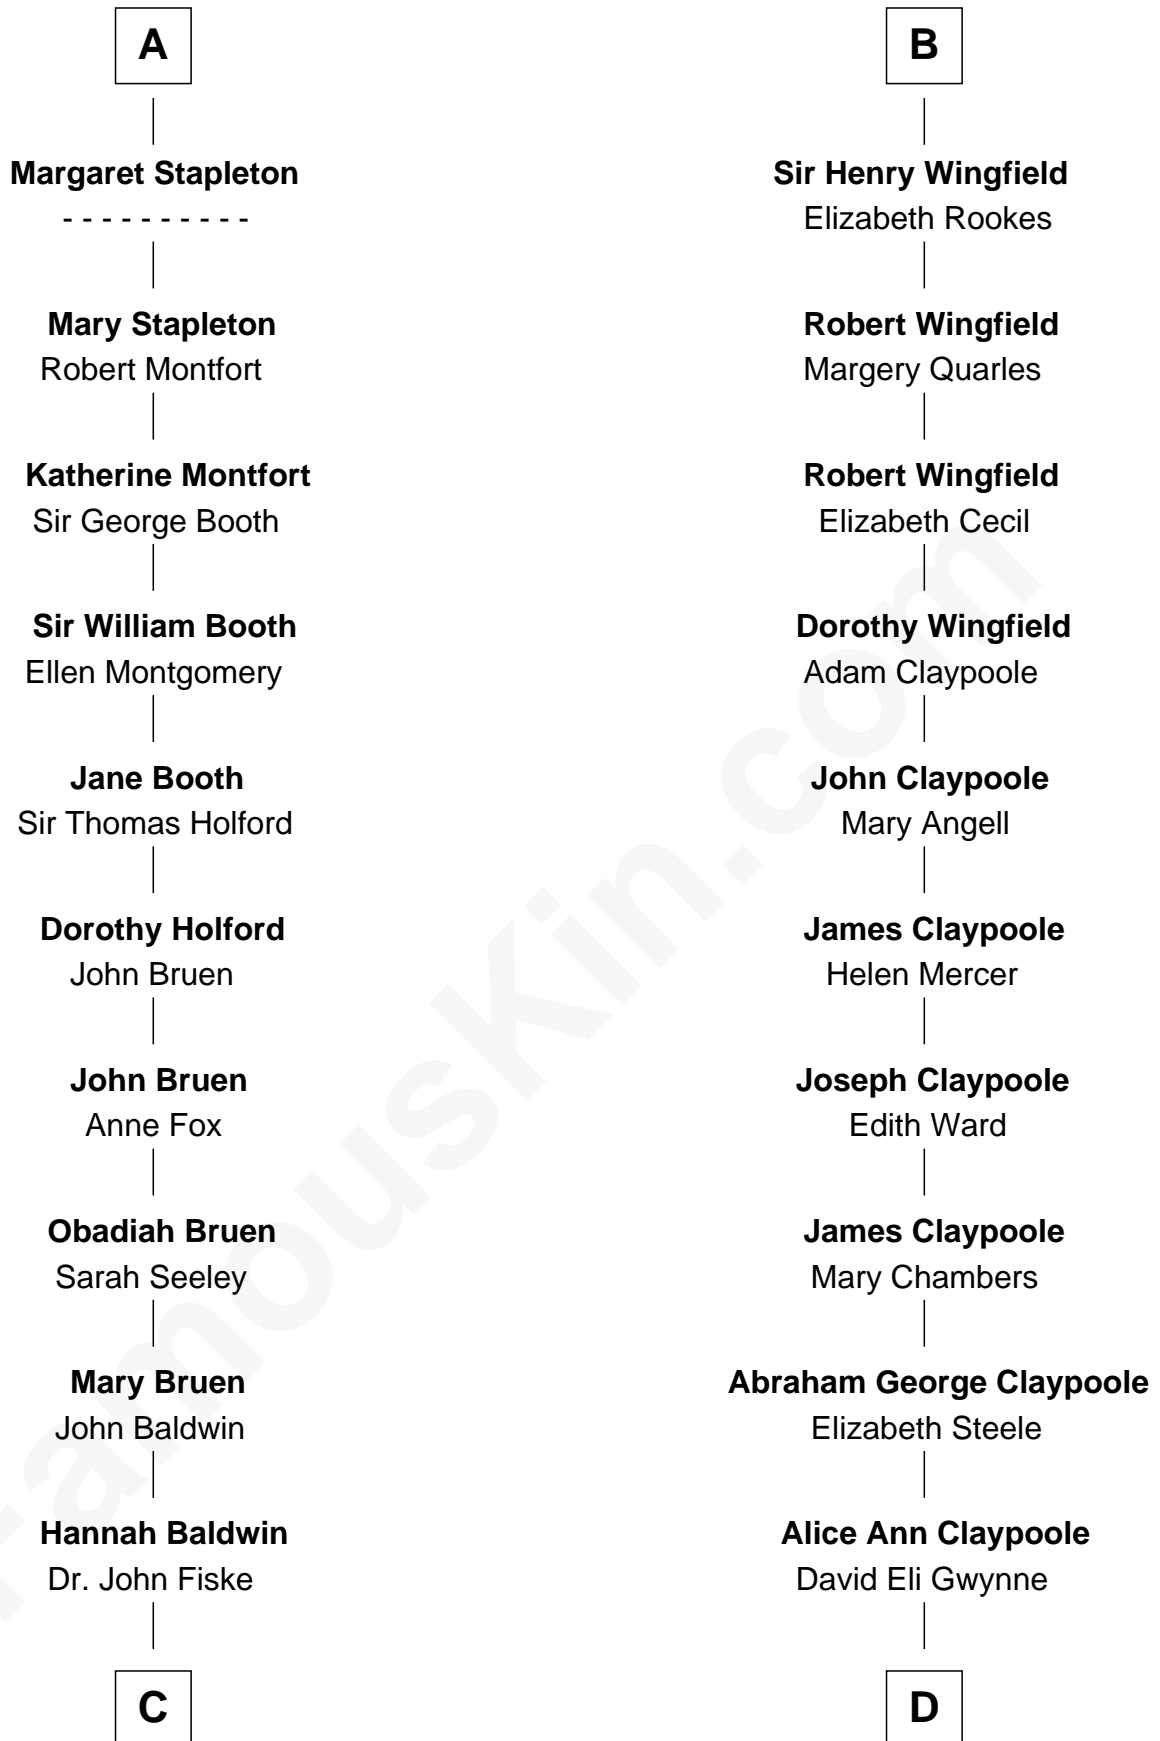 A
Margaret Stapleton
- - - - - - - - - -
Mary Stapleton
Robert Montfort
Katherine Montfort
Sir George Booth
Sir William Booth
Ellen Montgomery
Jane Booth
Sir Thomas Holford
Dorothy Holford
John Bruen
John Bruen
Anne Fox
Obadiah Bruen
Sarah Seeley
Mary Bruen
John Baldwin
Hannah Baldwin
Dr. John Fiske
C
B
Sir Henry Wingfield
Elizabeth Rookes
Robert Wingfield
Margery Quarles
Robert Wingfield
Elizabeth Cecil
Dorothy Wingfield
Adam Claypoole
John Claypoole
Mary Angell
James Claypoole
Helen Mercer
Joseph Claypoole
Edith Ward
James Claypoole
Mary Chambers
Abraham George Claypoole
Elizabeth Steele
Alice Ann Claypoole
David Eli Gwynne
D
FamousKin.com